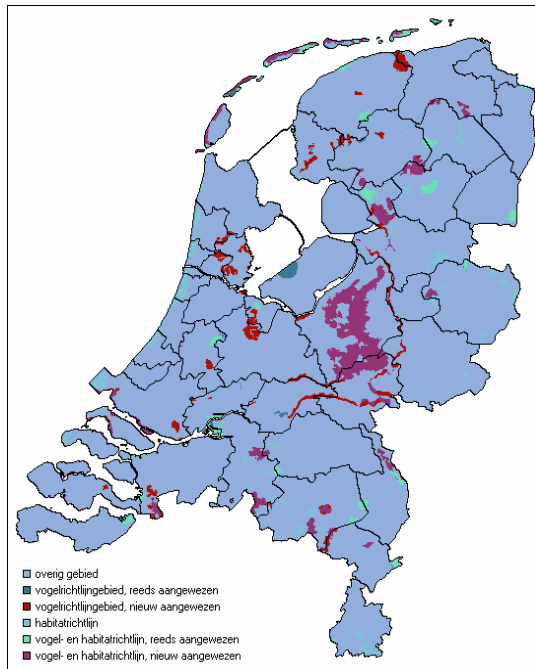 overig gebied
vogelrichtlijngebied, reeds aangewezen
vogelrichtlijngebied, nieuw aangewezen
habitatrichtlijn
vogel- en habitatrichtlijn, reeds aangewezen
vogel- en habitatrichtlijn, nieuw aangewezen